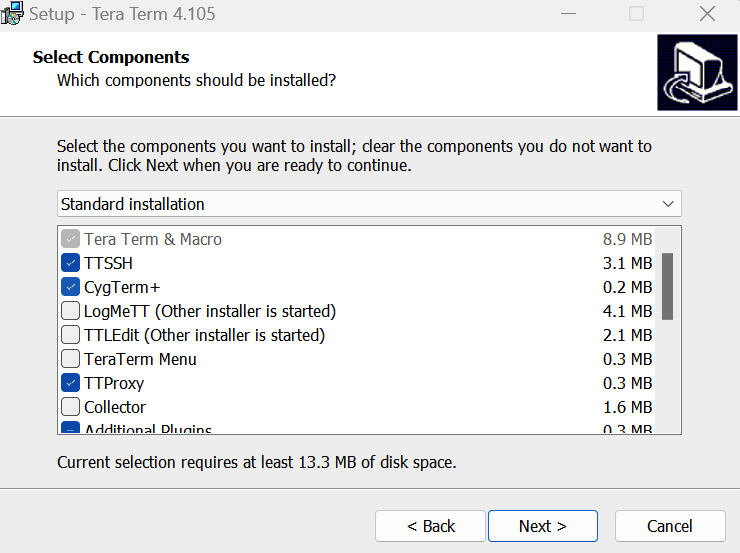 Setup - Tera Term 4.105
Select Components
Which components should be installed?
Select the components you want to install; clear the components you do not want to
install. Click Next when you are ready to continue.
Standard installation
Tera Term & Macro 8.9 MB
TTSSH 3.1 MB
CygTerm+ 0.2 MB
LogMeTT (Other installer is started) 4.1 MB
TTLEdit (Other installer is started) 2.1 MB
TeraTerm Menu 0.3 MB
TTProxy 0.3 MB
Collector 1.6 MB
Additional Plugins 0.3 MB
Current selection requires at least 13.3 MB of disk space.
< Back Next > Cancel